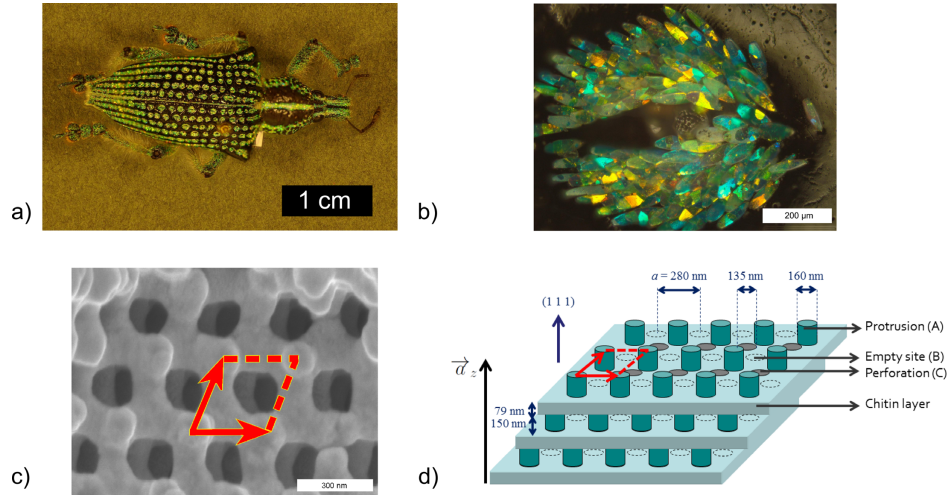 a)
1 cm
b)
200 µm
c)
300 nm
d)
a = 280 nm
135 nm
160 nm
(1 1 1)
Protrusion (A)
Empty site (B)
Perforation (C)
a z
79 nm
150 nm
Chitin layer